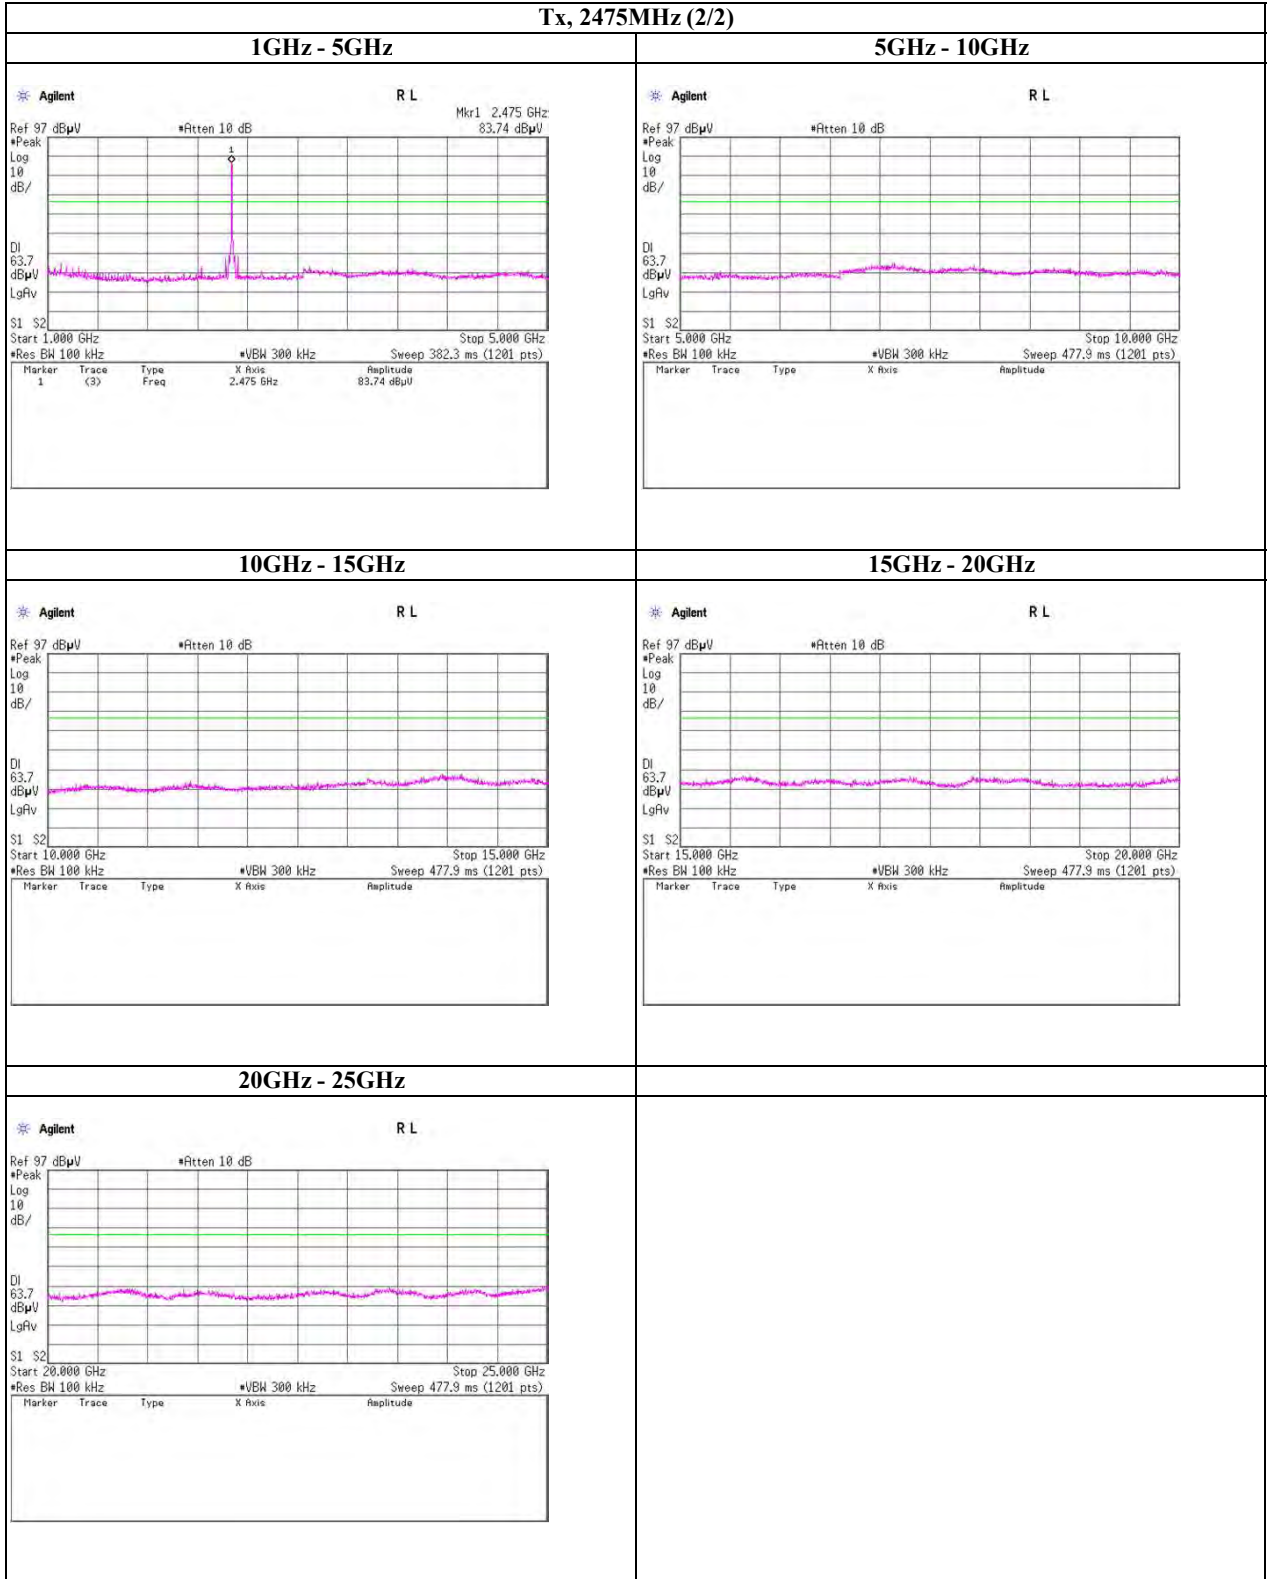 Tx, 2475MHz (2/2)
1GHz - 5GHz
Agilent R L
Mkr1 2.475 GHz
Ref 97 dBµV #Atten 10 dB 83.74 dBµV
#Peak
Log
10
dB/
1
DI
63.7
dBµV
LgAv
S1 S2
Start 1.000 GHz Stop 5.000 GHz
#Res BW 100 kHz #VBW 300 kHz Sweep 382.3 ms (1201 pts)
Marker Trace Type X Axis Amplitude
1 (3) Freq 2.475 GHz 83.74 dBµV
5GHz - 10GHz
Agilent R L
Ref 97 dBµV #Atten 10 dB
#Peak
Log
10
dB/
DI
63.7
dBµV
LgAv
S1 S2
Start 5.000 GHz Stop 10.000 GHz
#Res BW 100 kHz #VBW 300 kHz Sweep 477.9 ms (1201 pts)
Marker Trace Type X Axis Amplitude
10GHz - 15GHz
Agilent R L
Ref 97 dBµV #Atten 10 dB
#Peak
Log
10
dB/
DI
63.7
dBµV
LgAv
S1 S2
Start 10.000 GHz Stop 15.000 GHz
#Res BW 100 kHz #VBW 300 kHz Sweep 477.9 ms (1201 pts)
Marker Trace Type X Axis Amplitude
15GHz - 20GHz
Agilent R L
Ref 97 dBµV #Atten 10 dB
#Peak
Log
10
dB/
DI
63.7
dBµV
LgAv
S1 S2
Start 15.000 GHz Stop 20.000 GHz
#Res BW 100 kHz #VBW 300 kHz Sweep 477.9 ms (1201 pts)
Marker Trace Type X Axis Amplitude
20GHz - 25GHz
Agilent R L
Ref 97 dBµV #Atten 10 dB
#Peak
Log
10
dB/
DI
63.7
dBµV
LgAv
S1 S2
Start 20.000 GHz Stop 25.000 GHz
#Res BW 100 kHz #VBW 300 kHz Sweep 477.9 ms (1201 pts)
Marker Trace Type X Axis Amplitude